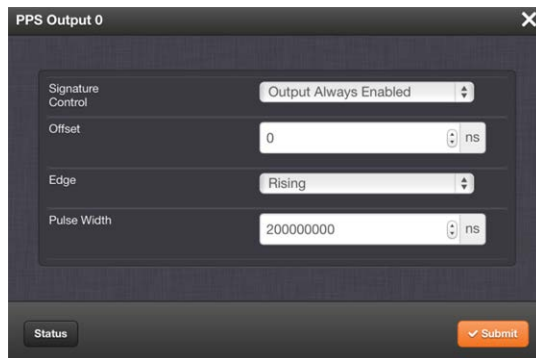 PPS Output 0
Signature
Control
Output Always Enabled
Offset
0
ns
Edge
Rising
Pulse Width
200000000
ns
Status
Submit